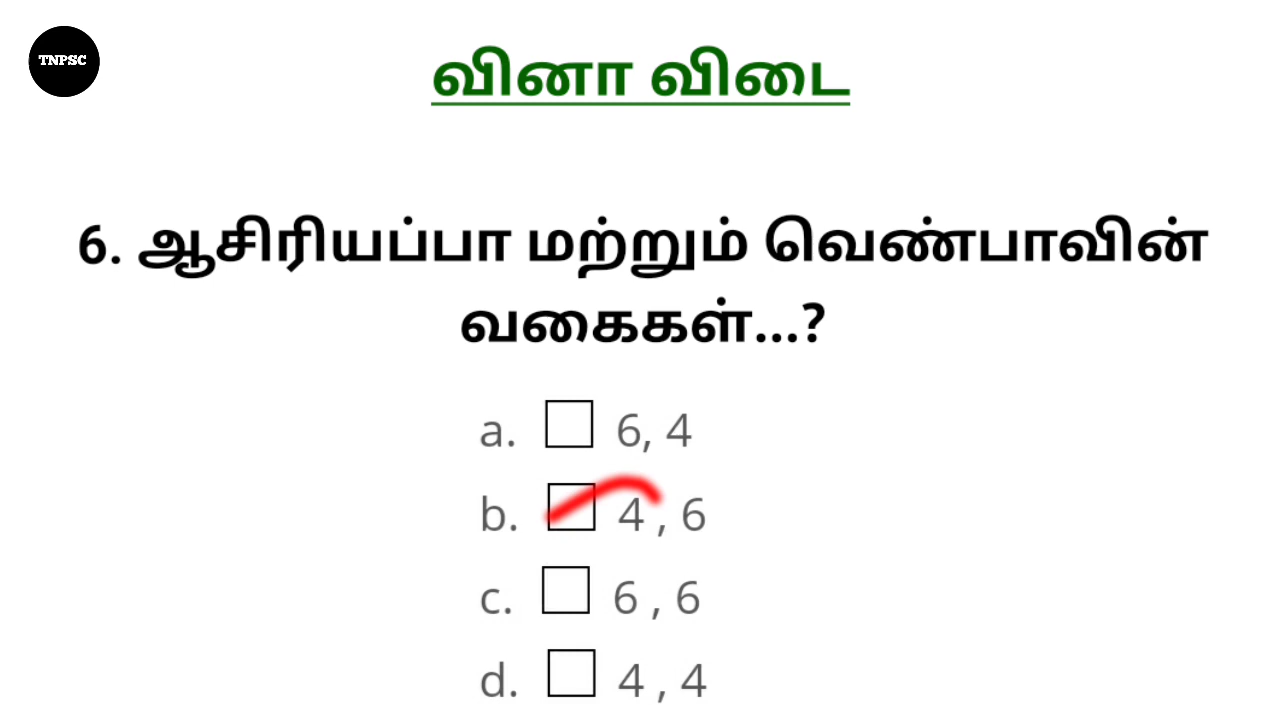 TNPSC
வினா விடை
6. ஆசிரியப்பா மற்றும் வெண்பாவின்
வகைகள்...?
a. 6, 4
b. 4 , 6
c. 6 , 6
d. 4 , 4